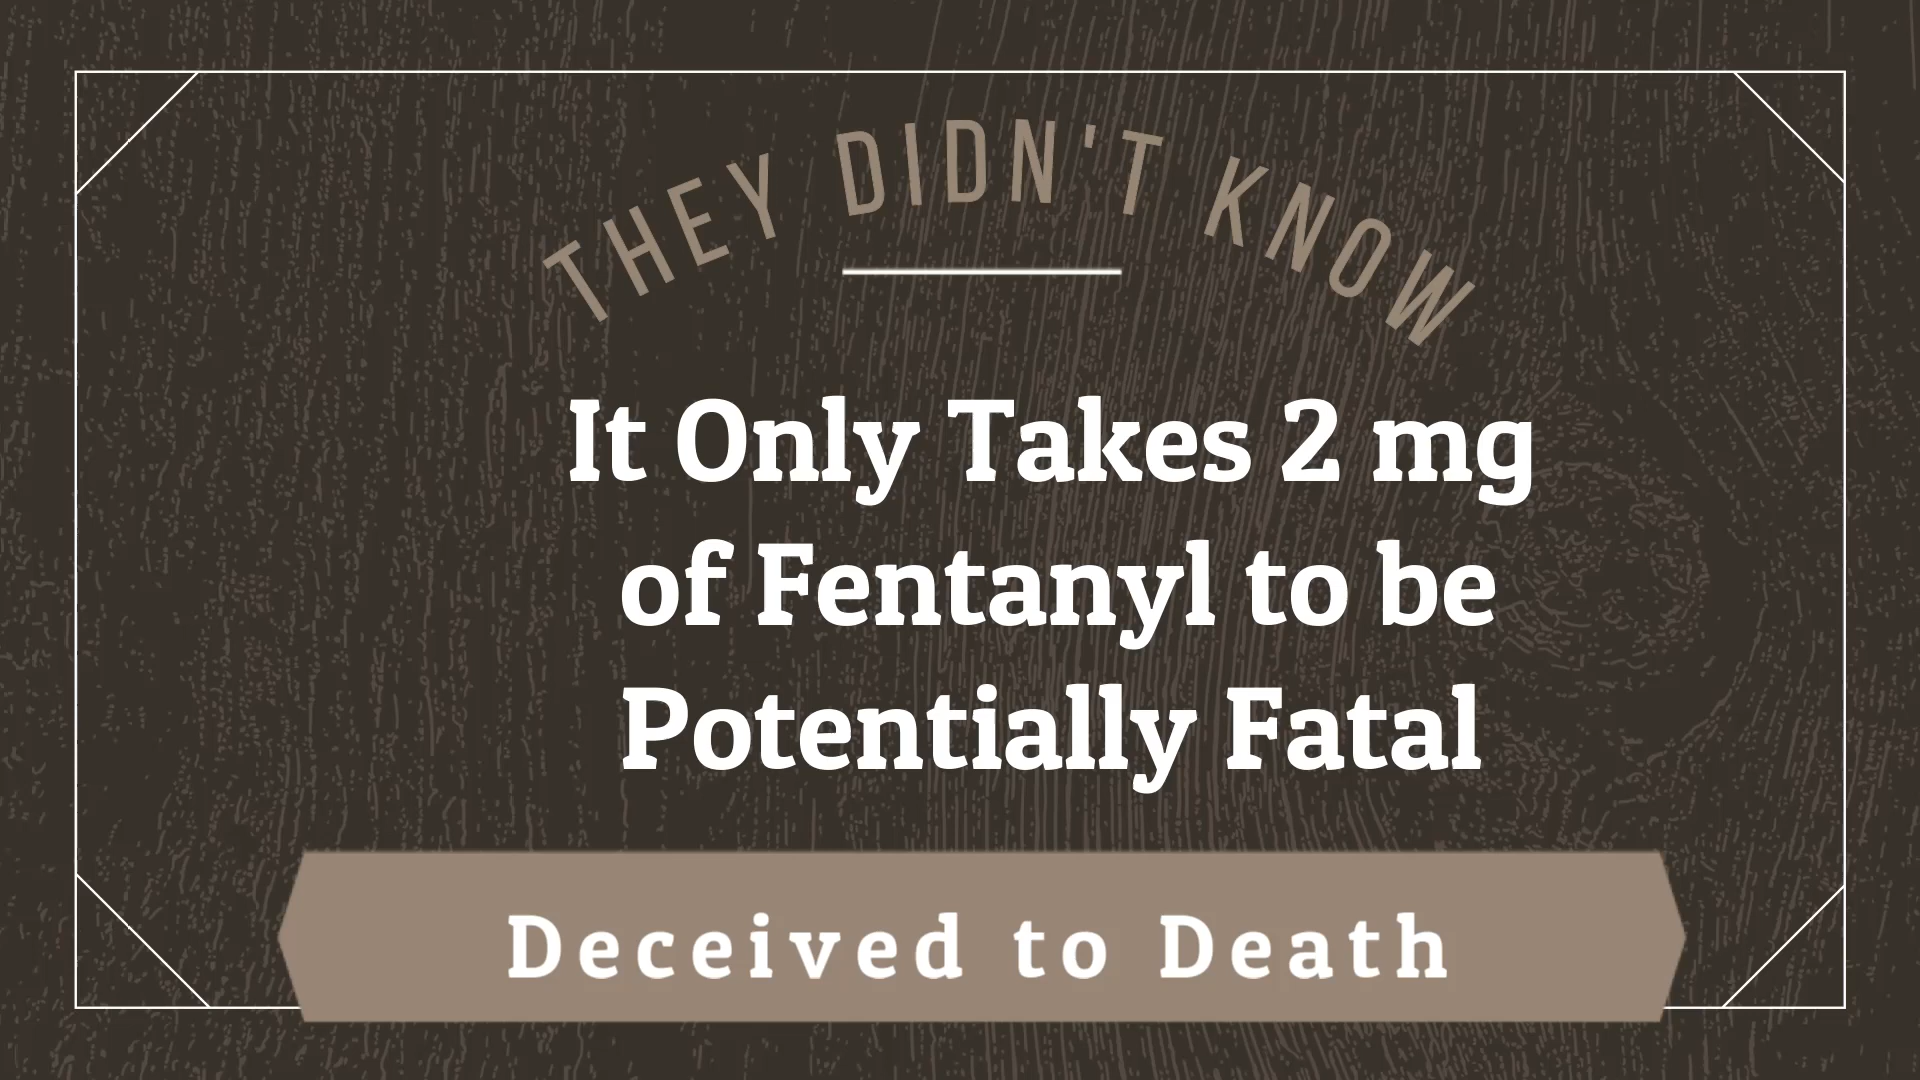 THEY DIDN'T KNOW
It Only Takes 2 mg
of Fentanyl to be
Potentially Fatal
Deceived to Death